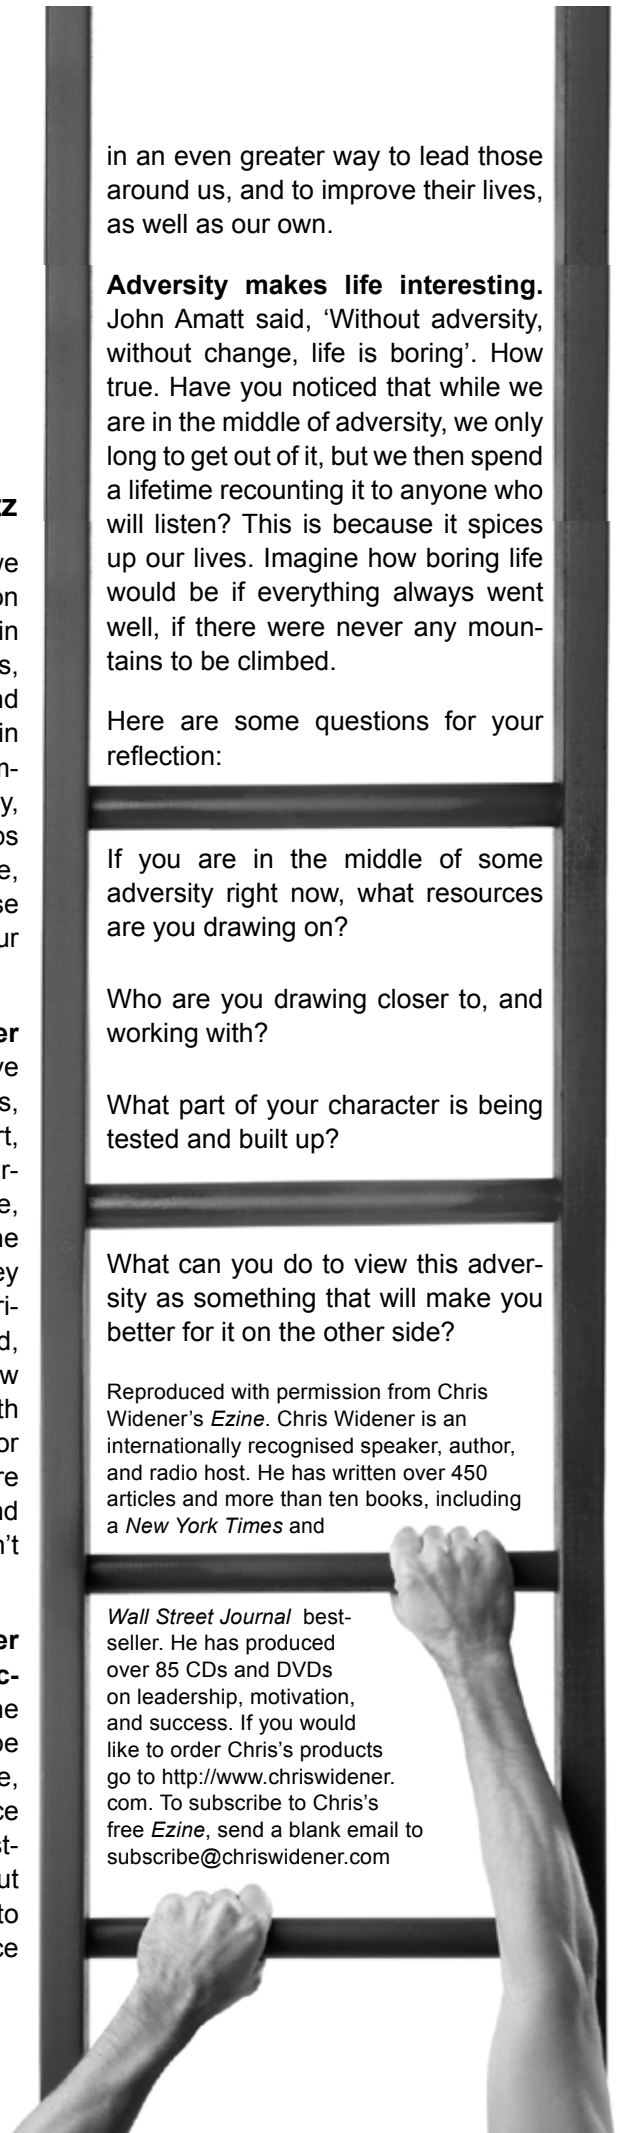 in an even greater way to lead those
around us, and to improve their lives,
as well as our own.
Adversity makes life interesting.
John Amatt said, ‘Without adversity,
without change, life is boring’. How
true. Have you noticed that while we
are in the middle of adversity, we only
long to get out of it, but we then spend
a lifetime recounting it to anyone who
will listen? This is because it spices
up our lives. Imagine how boring life
would be if everything always went
well, if there were never any moun-
tains to be climbed.
Here are some questions for your
reflection:
If you are in the middle of some
adversity right now, what resources
are you drawing on?
Who are you drawing closer to, and
working with?
What part of your character is being
tested and built up?
What can you do to view this adver-
sity as something that will make you
better for it on the other side?
Reproduced with permission from Chris
Widener’s Ezine. Chris Widener is an
internationally recognised speaker, author,
and radio host. He has written over 450
articles and more than ten books, including
a New York Times and
Wall Street Journal best-
seller. He has produced
over 85 CDs and DVDs
on leadership, motivation,
and success. If you would
like to order Chris’s products
go to http://www.chriswidener.
com. To subscribe to Chris’s
free Ezine, send a blank email to
subscribe@chriswidener.com